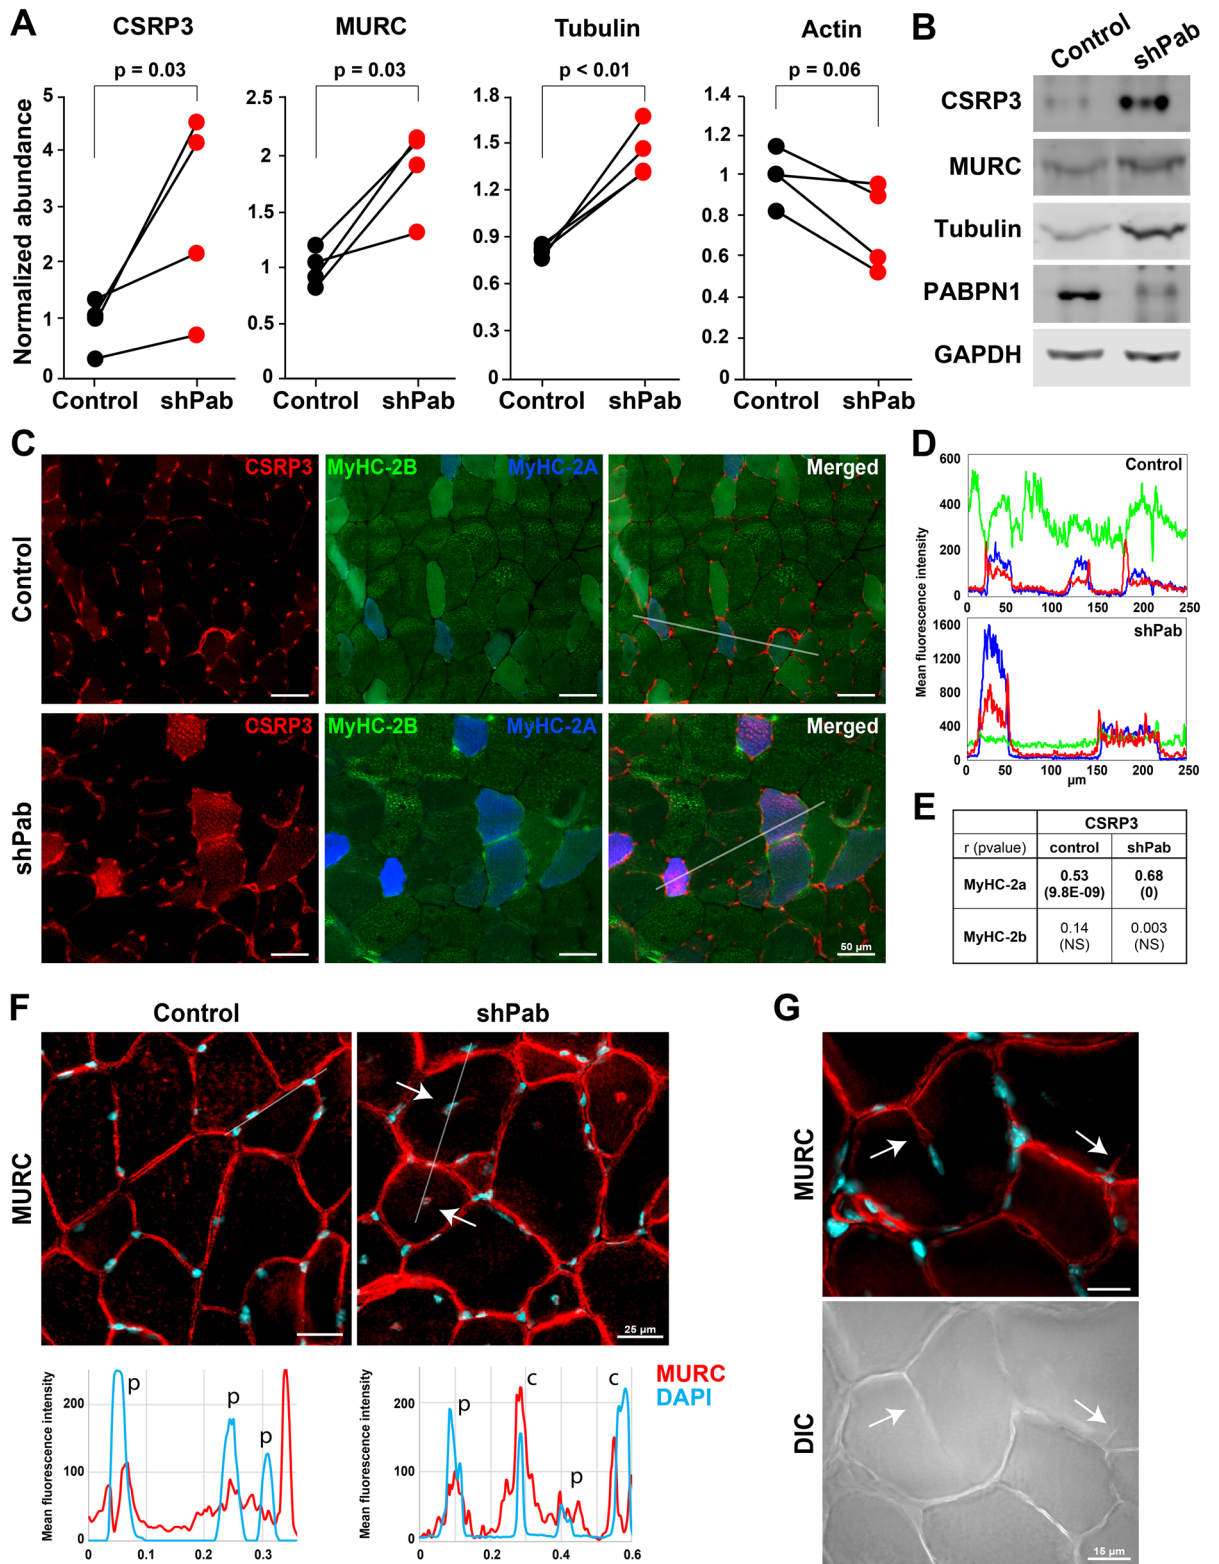 A
CSRP3
MURC
Tubulin
Actin
p = 0.03
p = 0.03
p < 0.01
p = 0.06
Normalized abundance
5
4
3
2
1
0
2.5
2
1.5
1
0.5
0
1.8
1.5
1.2
0.9
0.6
0.3
0
1.4
1.2
1
0.8
0.6
0.4
0.2
0
Control
shPab
Control
shPab
Control
shPab
Control
shPab
B
Control
shPab
CSRP3
MURC
Tubulin
PABPN1
GAPDH
C
CSRP3
MyHC-2B
MyHC-2A
Merged
Control
CSRP3
MyHC-2B
MyHC-2A
Merged
shPab
50 µm
D
Mean fluorescence intensity
Control
600
400
200
0
0
50
100
150
200
250
shPab
1600
1200
800
400
0
0
50
100
150
200
250
µm
E
CSRP3
r (pvalue)
control
shPab
MyHC-2a
0.53
(9.8E-09)
0.68
(0)
MyHC-2b
0.14
(NS)
0.003
(NS)
F
Control
shPab
MURC
25 µm
Mean fluorescence intensity
200
100
0
p
p
p
0
0.1
0.2
0.3
Mean fluorescence intensity
200
100
0
p
c
p
c
0
0.2
0.4
0.6
MURC
DAPI
G
MURC
DIC
15 µm